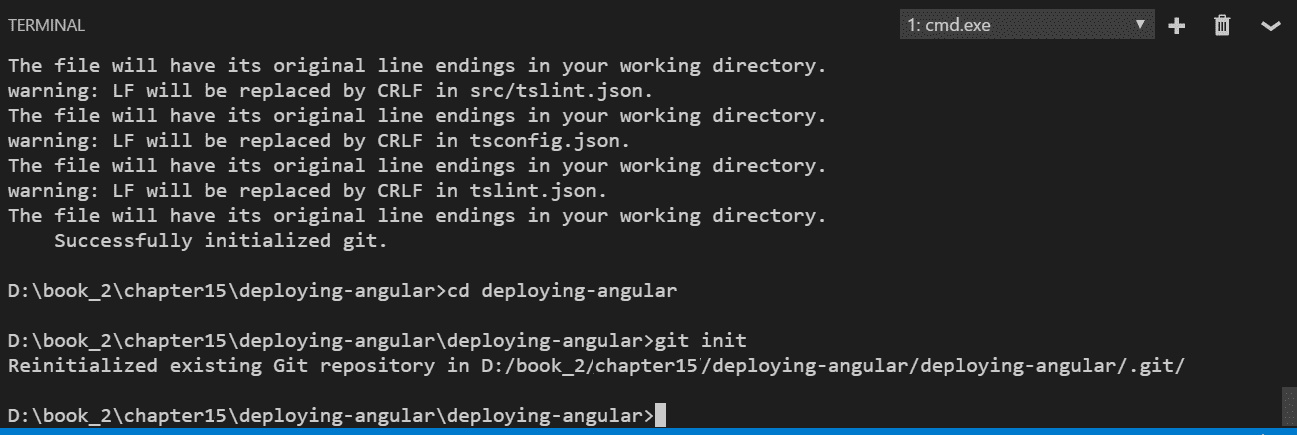 TERMINAL
1: cmd.exe
The file will have its original line endings in your working directory.
warning: LF will be replaced by CRLF in src/tslint.json.
The file will have its original line endings in your working directory.
warning: LF will be replaced by CRLF in tsconfig.json.
The file will have its original line endings in your working directory.
warning: LF will be replaced by CRLF in tslint.json.
The file will have its original line endings in your working directory.
    Successfully initialized git.
D:\book_2\chapter15\deploying-angular>cd deploying-angular
D:\book_2\chapter15\deploying-angular\deploying-angular>git init
Reinitialized existing Git repository in D:/book_2/chapter15/deploying-angular/deploying-angular/.git/
D:\book_2\chapter15\deploying-angular\deploying-angular>